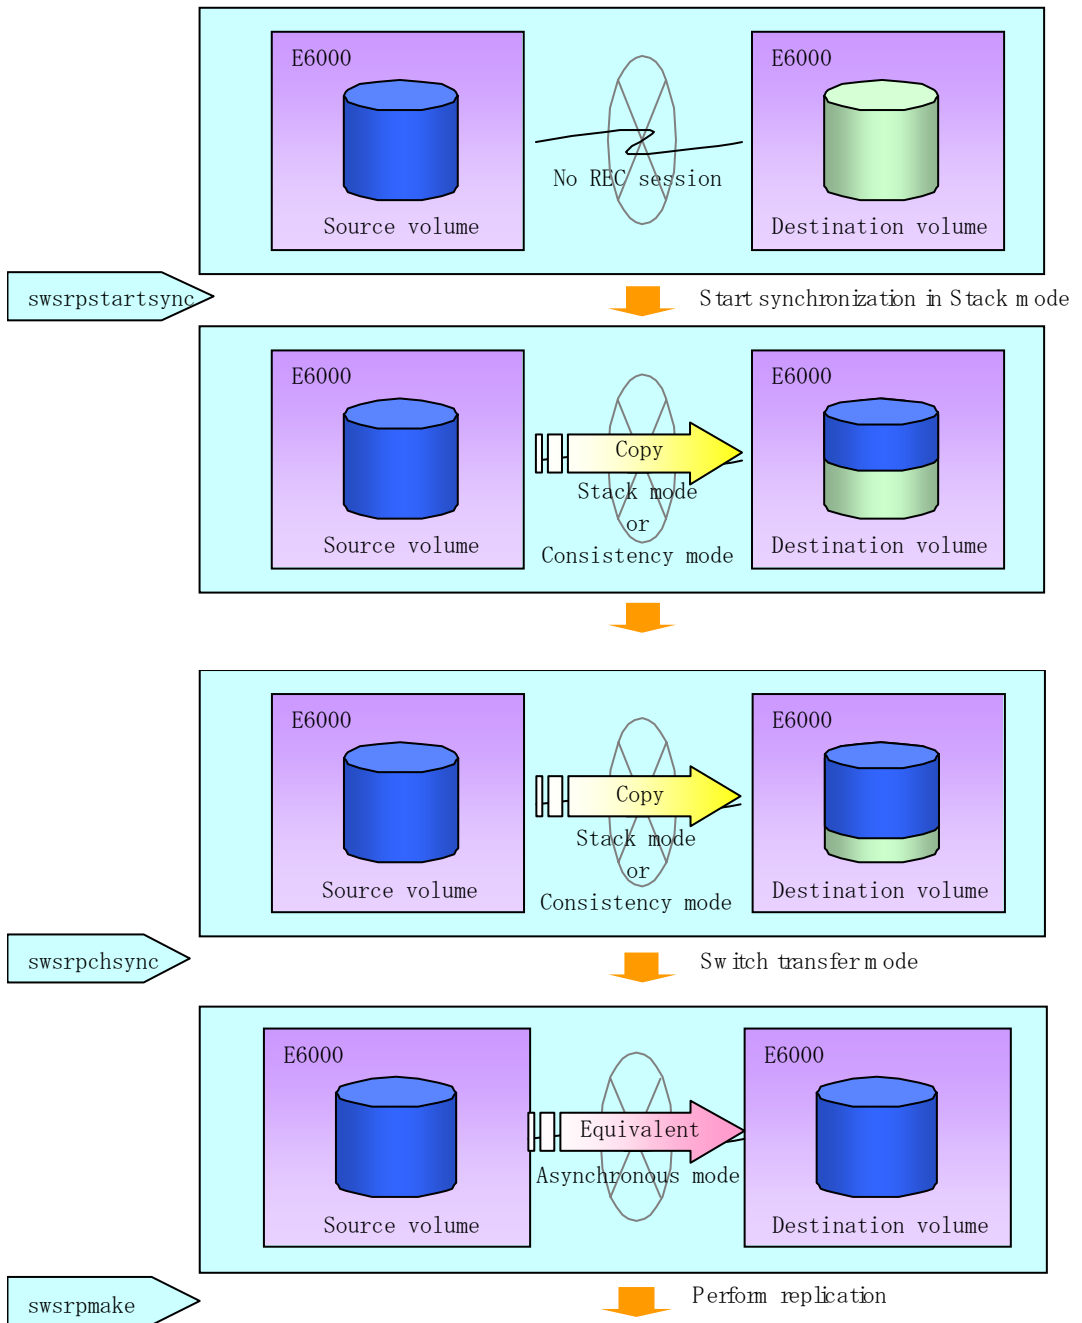 E6000
E6000
No REC session
Source volume
Destination volume
swsrpstartsync
Start synchronization in Stack mode
E6000
E6000
Copy
Stack mode
or
Consistency mode
Source volume
Destination volume
E6000
E6000
Copy
Stack mode
or
Consistency mode
Source volume
Destination volume
swsrpchsync
Switch transfer mode
E6000
E6000
Equivalent
Asynchronous mode
Source volume
Destination volume
swsrpmake
Perform replication